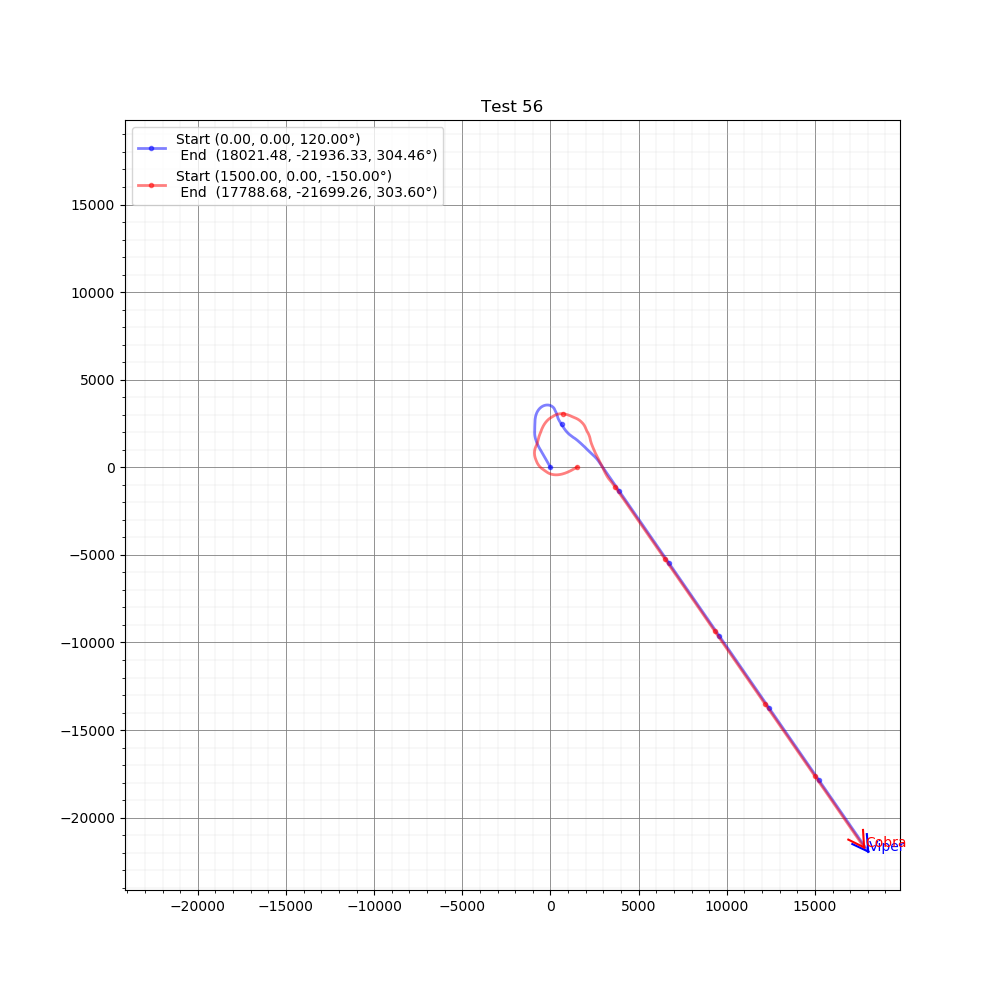 Test 56
Start (0.00, 0.00, 120.00°)
End  (18021.48, -21936.33, 304.46°)
Start (1500.00, 0.00, -150.00°)
End  (17788.68, -21699.26, 303.60°)
15000
10000
5000
0
−5000
−10000
−15000
−20000
Cobra
Viper
−20000 −15000 −10000 −5000 0 5000 10000 15000